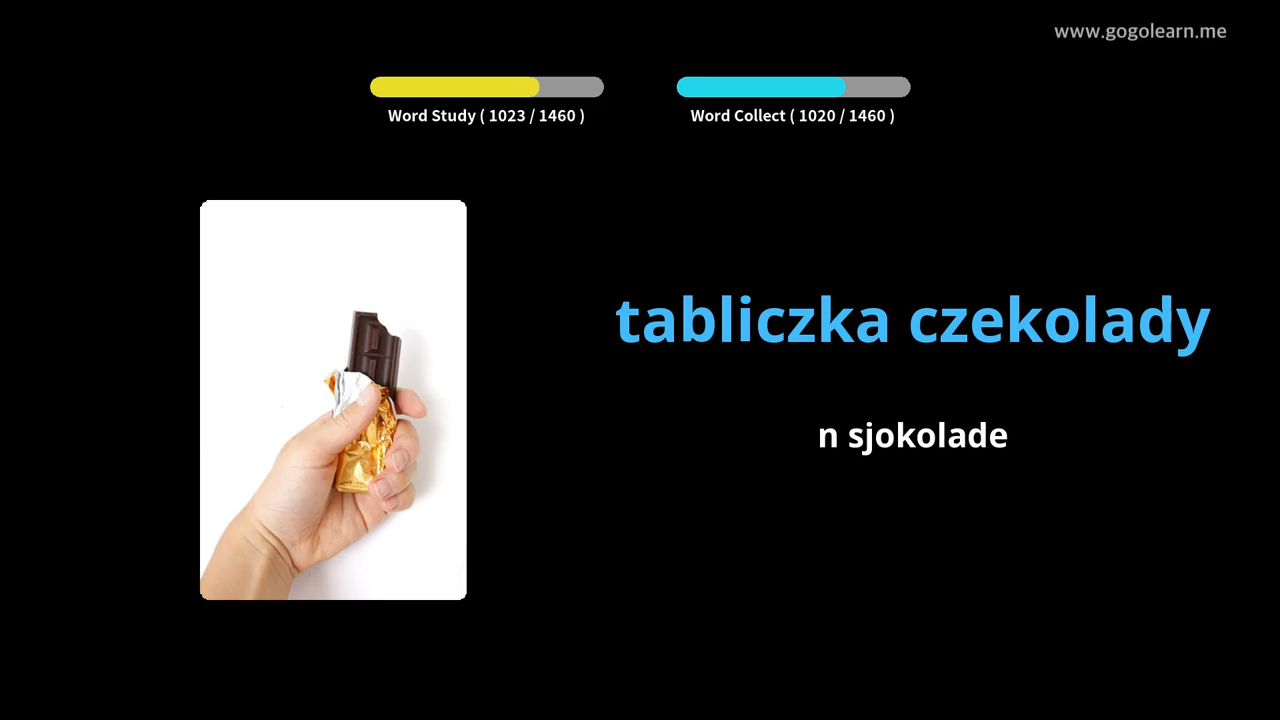 www.gogolearn.me
Word Study ( 1023 / 1460 )
Word Collect ( 1020 / 1460 )
tabliczka czekolady
n sjokolade